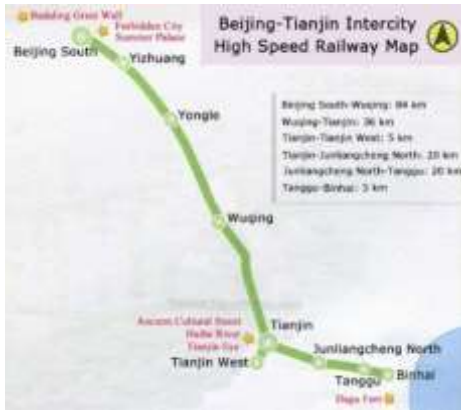 Beijing-Tianjin Intercity
High Speed Railway Map
Badaling Great Wall
Forbidden City
Summer Palace
Beijing South
Yizhuang
Yongle
Beijing South-Wuqing: 84 km
Wuqing-Tianjin: 36 km
Tianjin-Tianjin West: 5 km
Tianjin-Junliangcheng North: 20 km
Junliangcheng North-Tanggu: 20 km
Tanggu-Binhai: 3 km
Wuqing
Ancient Cultural Street
Haihe River
Tianjin Eye
Tianjin
Tianjin West
Junliangcheng North
Tanggu
Binhai
Dagu Fort